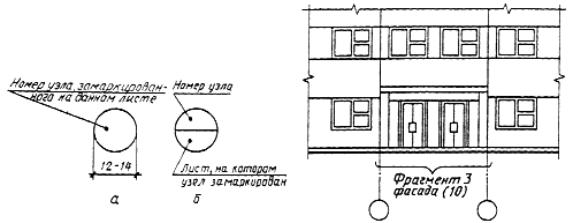 Номер узла, замаркирован-
ного на данном листе
Номер узла
12-14
Лист, на котором
узел замаркирован
а
б
Фрагмент 3
фасада (10)